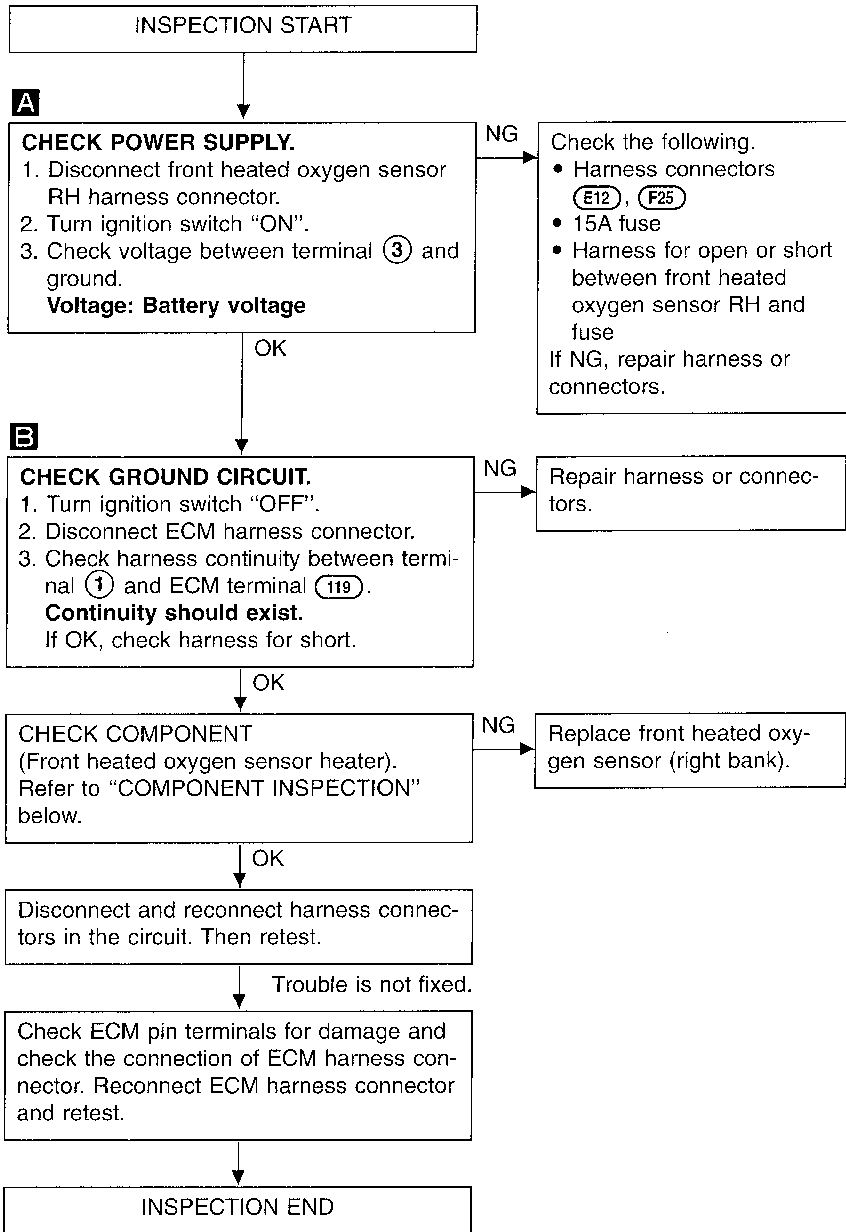 INSPECTION START
A
CHECK POWER SUPPLY.
1. Disconnect front heated oxygen sensor
RH harness connector.
2. Turn ignition switch “ON”.
3. Check voltage between terminal ③ and
ground.
Voltage: Battery voltage
NG
Check the following.
• Harness connectors
E12, F25
• 15A fuse
• Harness for open or short
between front heated
oxygen sensor RH and
fuse
If NG, repair harness or
connectors.
OK
B
CHECK GROUND CIRCUIT.
1. Turn ignition switch “OFF”.
2. Disconnect ECM harness connector.
3. Check harness continuity between termi-
nal ① and ECM terminal 119.
Continuity should exist.
If OK, check harness for short.
NG
Repair harness or connec-
tors.
OK
CHECK COMPONENT
(Front heated oxygen sensor heater).
Refer to “COMPONENT INSPECTION”
below.
NG
Replace front heated oxy-
gen sensor (right bank).
OK
Disconnect and reconnect harness connec-
tors in the circuit. Then retest.
Trouble is not fixed.
Check ECM pin terminals for damage and
check the connection of ECM harness con-
nector. Reconnect ECM harness connector
and retest.
INSPECTION END